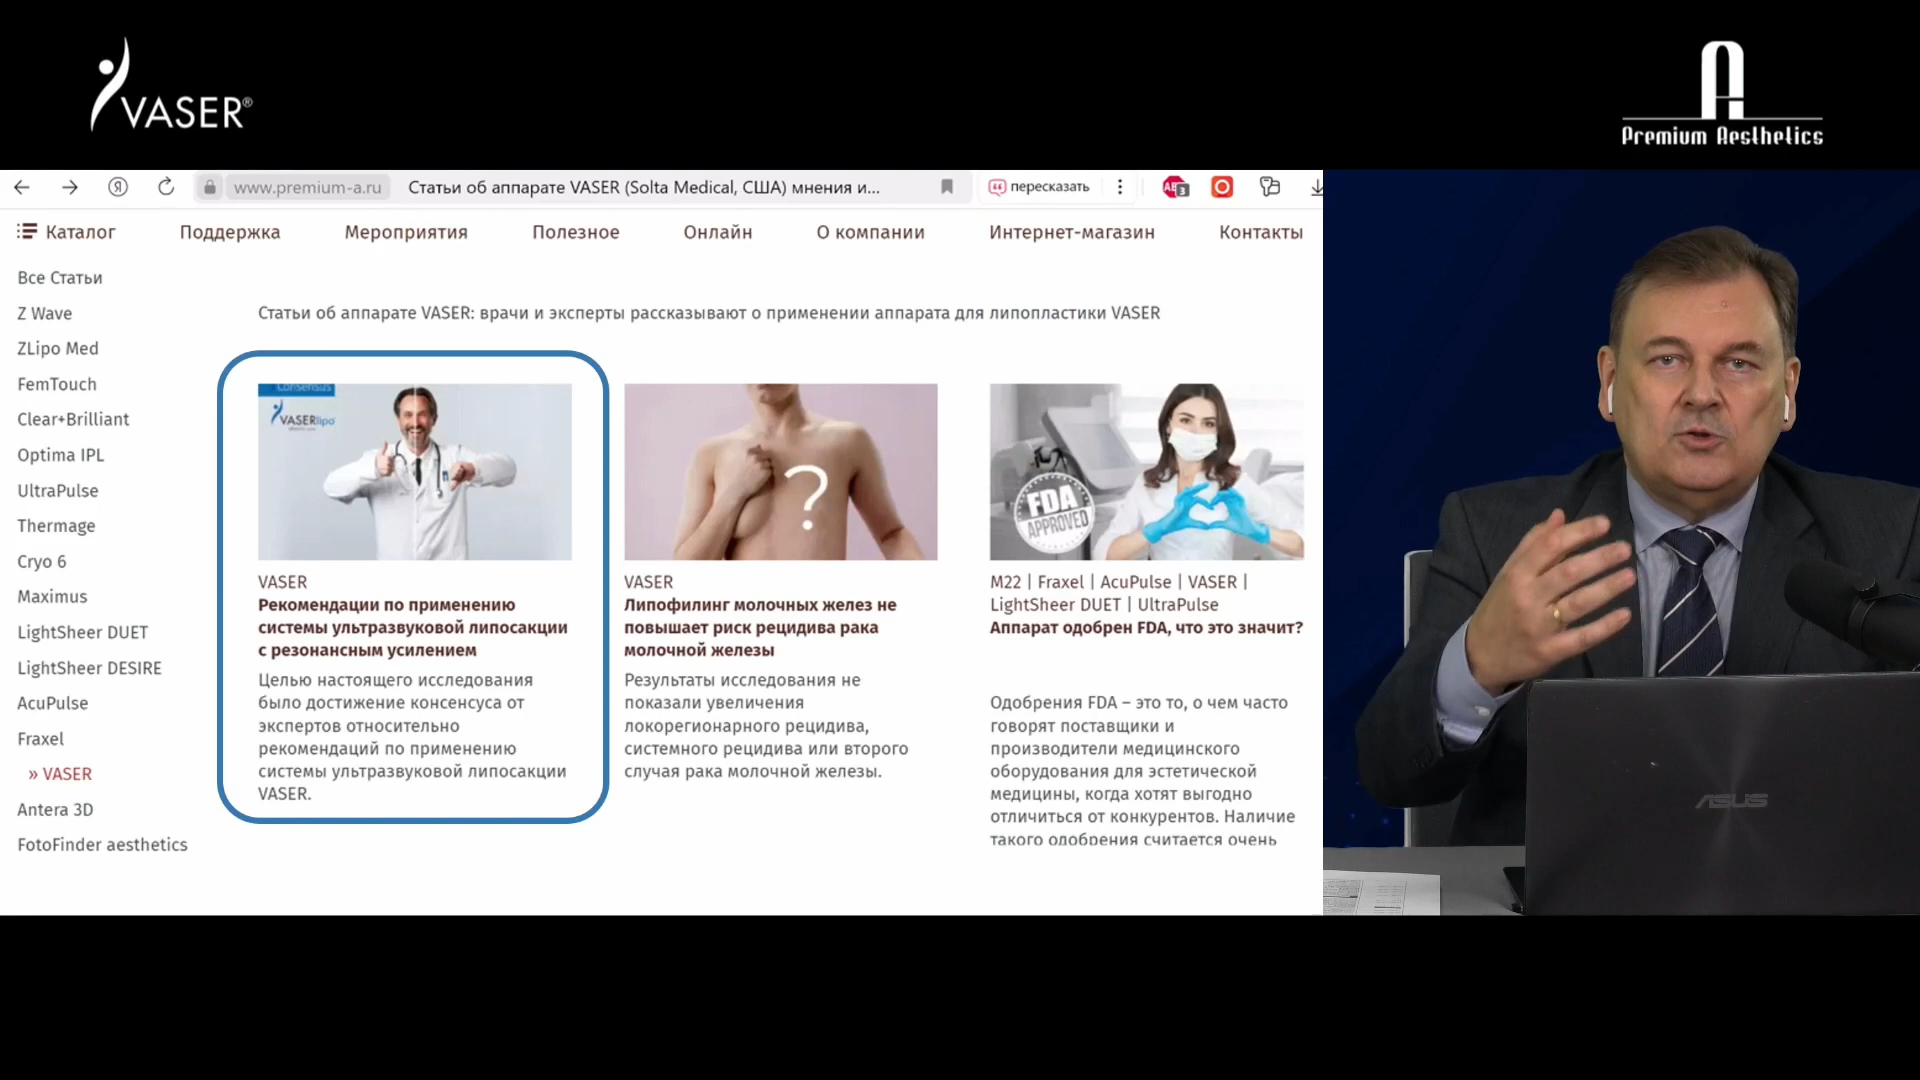 VASER®
Premium Aesthetics
www.premium-a.ru
Статьи об аппарате VASER (Solta Medical, США) мнения и...
пересказать
3
Каталог
Поддержка
Мероприятия
Полезное
Онлайн
О компании
Интернет-магазин
Контакты
Все Статьи
Z Wave
ZLipo Med
FemTouch
Clear+Brilliant
Optima IPL
UltraPulse
Thermage
Cryo 6
Maximus
LightSheer DUET
LightSheer DESIRE
AcuPulse
Fraxel
» VASER
Antera 3D
FotoFinder aesthetics
Статьи об аппарате VASER: врачи и эксперты рассказывают о применении аппарата для липопластики VASER
Consensus
VASERlipo
VASER
Рекомендации по применению
системы ультразвуковой липосакции
с резонансным усилением
Целью настоящего исследования
было достижение консенсуса от
экспертов относительно
рекомендаций по применению
системы ультразвуковой липосакции
VASER.
?
VASER
Липофилинг молочных желез не
повышает риск рецидива рака
молочной железы
Результаты исследования не
показали увеличения
локорегионарного рецидива,
системного рецидива или второго
случая рака молочной железы.
FDA
APPROVED
M22 | Fraxel | AcuPulse | VASER |
LightSheer DUET | UltraPulse
Аппарат одобрен FDA, что это значит?
Одобрения FDA – это то, о чем часто
говорят поставщики и
производители медицинского
оборудования для эстетической
медицины, когда хотят выгодно
отличиться от конкурентов. Наличие
такого одобрения считается очень
ASUS